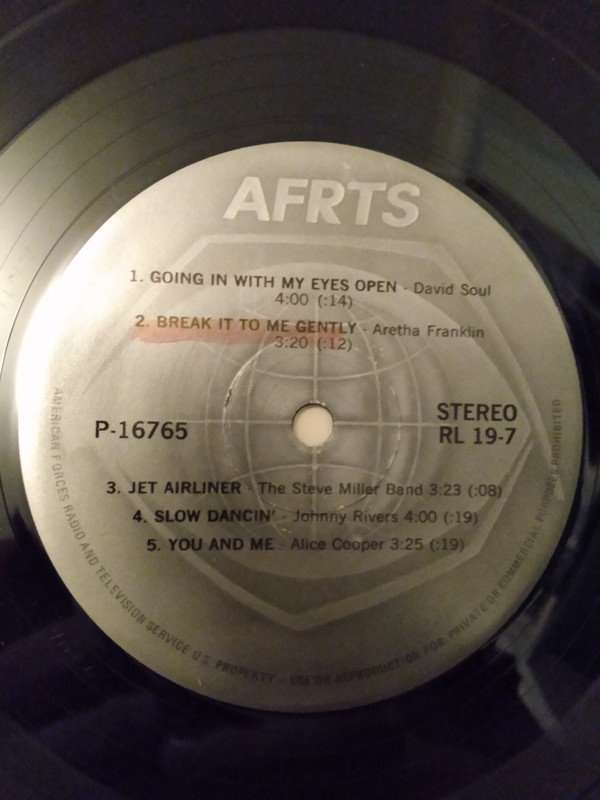 AFRTS
1. GOING IN WITH MY EYES OPEN - David Soul
4:00 (:14)
2. BREAK IT TO ME GENTLY - Aretha Franklin
3:20 (:12)
P-16765
STEREO
RL 19-7
3. JET AIRLINER - The Steve Miller Band 3:23 (:08)
4. SLOW DANCIN' - Johnny Rivers 4:00 (:19)
5. YOU AND ME - Alice Cooper 3:25 (:19)
AMERICAN FORCES RADIO AND TELEVISION SERVICE U.S. PROPERTY - USE OR REPRODUCTION FOR PRIVATE OR COMMERCIAL PURPOSES PROHIBITED